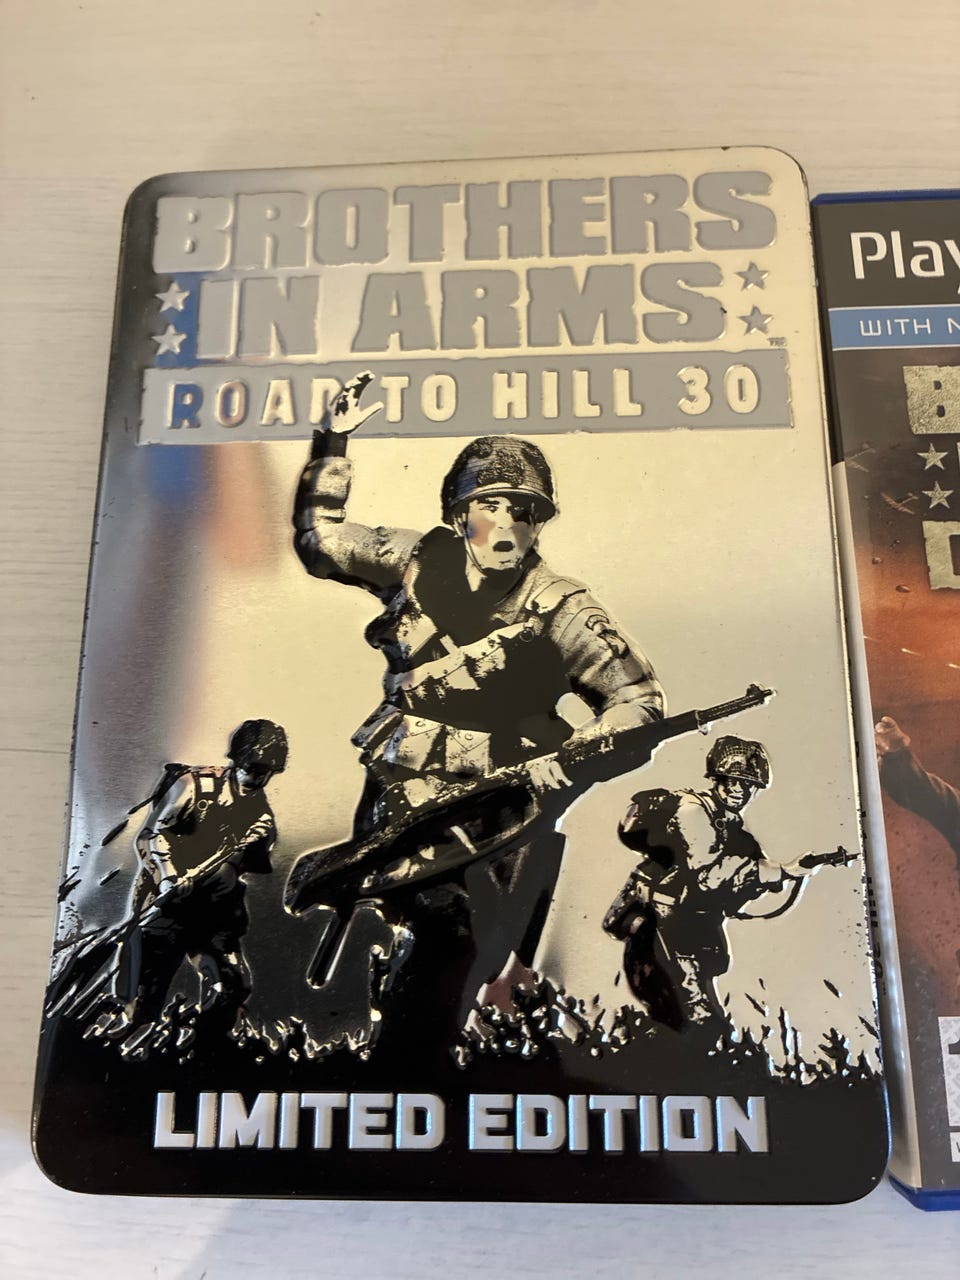 BROTHERS
IN ARMS
ROAD TO HILL 30
LIMITED EDITION
Play
WITH N